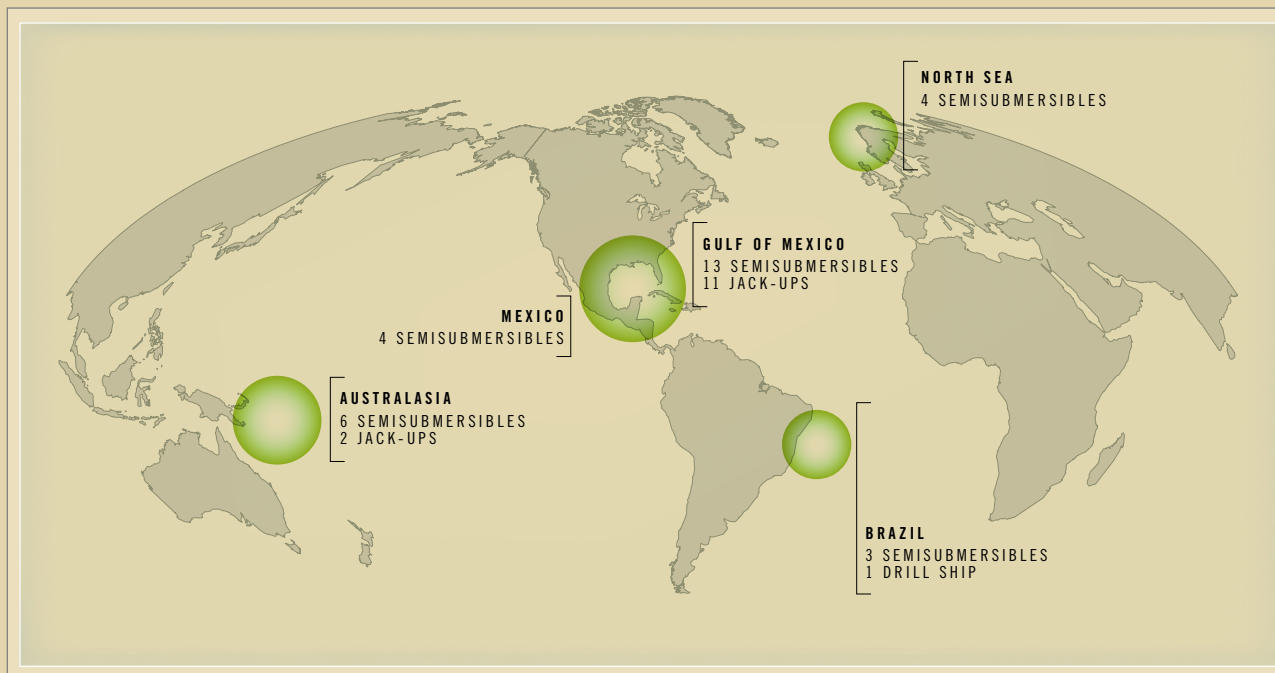 NORTH SEA
4 SEMISUBMERSIBLES
GULF OF MEXICO
13 SEMISUBMERSIBLES
11 JACK-UPS
MEXICO
4 SEMISUBMERSIBLES
AUSTRALASIA
6 SEMISUBMERSIBLES
2 JACK-UPS
BRAZIL
3 SEMISUBMERSIBLES
1 DRILL SHIP